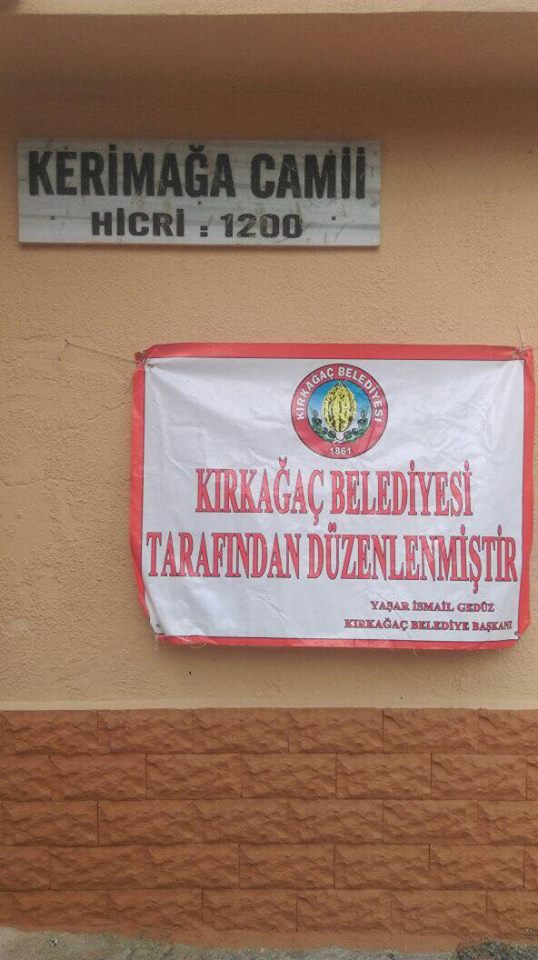 KERİMAĞA CAMİİ
HİCRİ : 1200
KIRKAĞAÇ BELEDİYESİ
1861
KIRKAĞAÇ BELEDİYESİ
TARAFINDAN DÜZENLENMİŞTİR
YAŞAR İSMAİL GEDÜZ
KIRKAĞAÇ BELEDİYE BAŞKANI